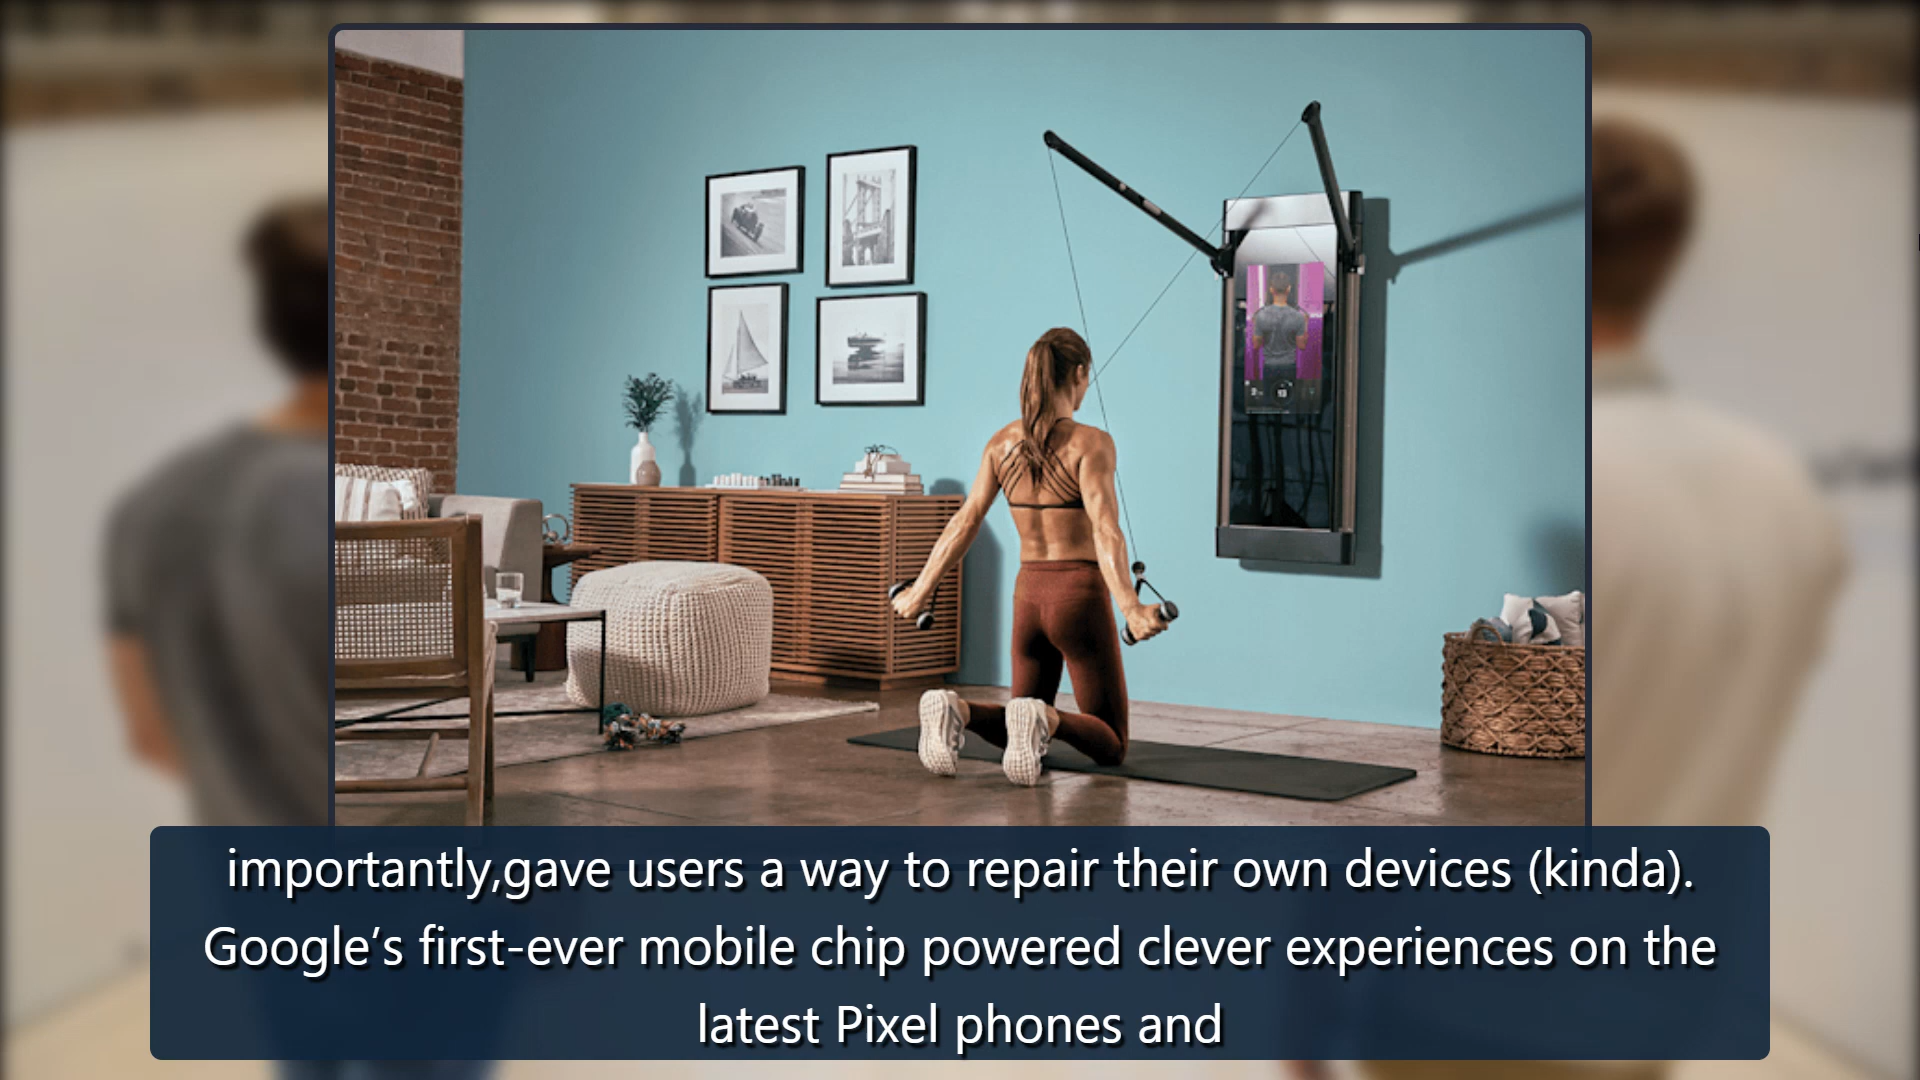 importantly,gave users a way to repair their own devices (kinda).
Google’s first-ever mobile chip powered clever experiences on the
latest Pixel phones and